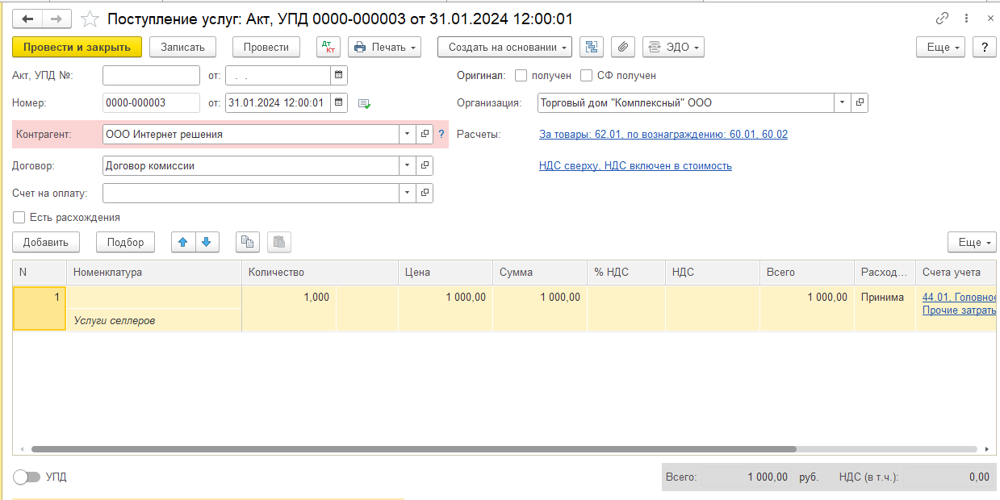 Поступление услуг: Акт, УПД 0000-000003 от 31.01.2024 12:00:01
Провести и закрыть Записать Провести Дт Кт Печать Создать на основании ЭДО Еще ?
Акт, УПД №: от: . . Оригинал: получен СФ получен
Номер: 0000-000003 от: 31.01.2024 12:00:01 Организация: Торговый дом "Комплексный" ООО
Контрагент: ООО Интернет решения ? Расчеты: За товары: 62.01, по вознаграждению: 60.01, 60.02
Договор: Договор комиссии НДС сверху, НДС включен в стоимость
Счет на оплату:
Есть расхождения
Добавить Подбор Еще
N Номенклатура Количество Цена Сумма % НДС НДС Всего Расход... Счета учета
1 1,000 1 000,00 1 000,00 1 000,00 Принима 44.01, Головное
Услуги селлеров Прочие затраты
УПД Всего: 1 000,00 руб. НДС (в т.ч.): 0,00